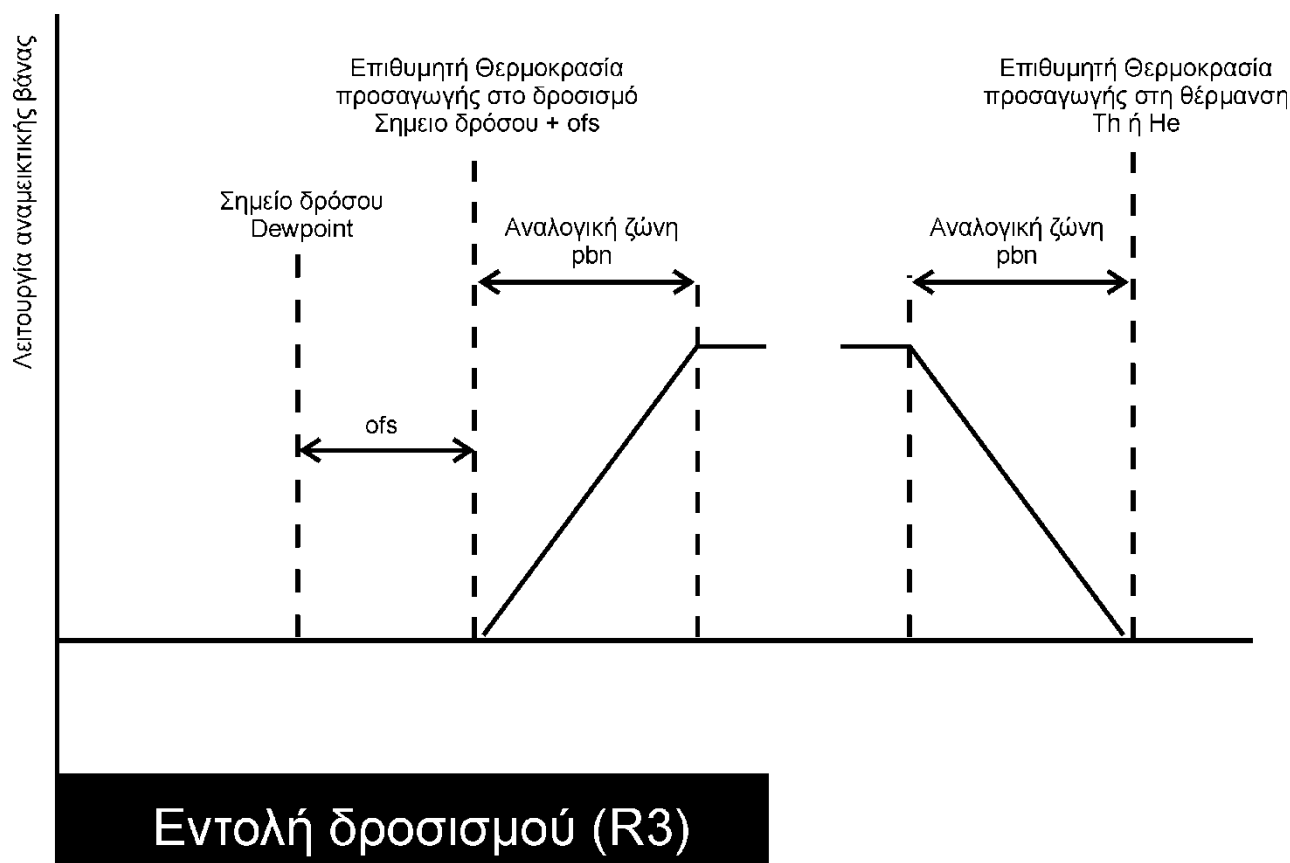 Λειτουργία αναμεικτικής βάνας
Επιθυμητή Θερμοκρασία
προσαγωγής στο δροσισμό
Σημειο δρόσου + ofs
Επιθυμητή Θερμοκρασία
προσαγωγής στη θέρμανση
Th ή He
Σημείο δρόσου
Dewpoint
Αναλογική ζώνη
pbn
Αναλογική ζώνη
pbn
ofs
Εντολή δροσισμού (R3)